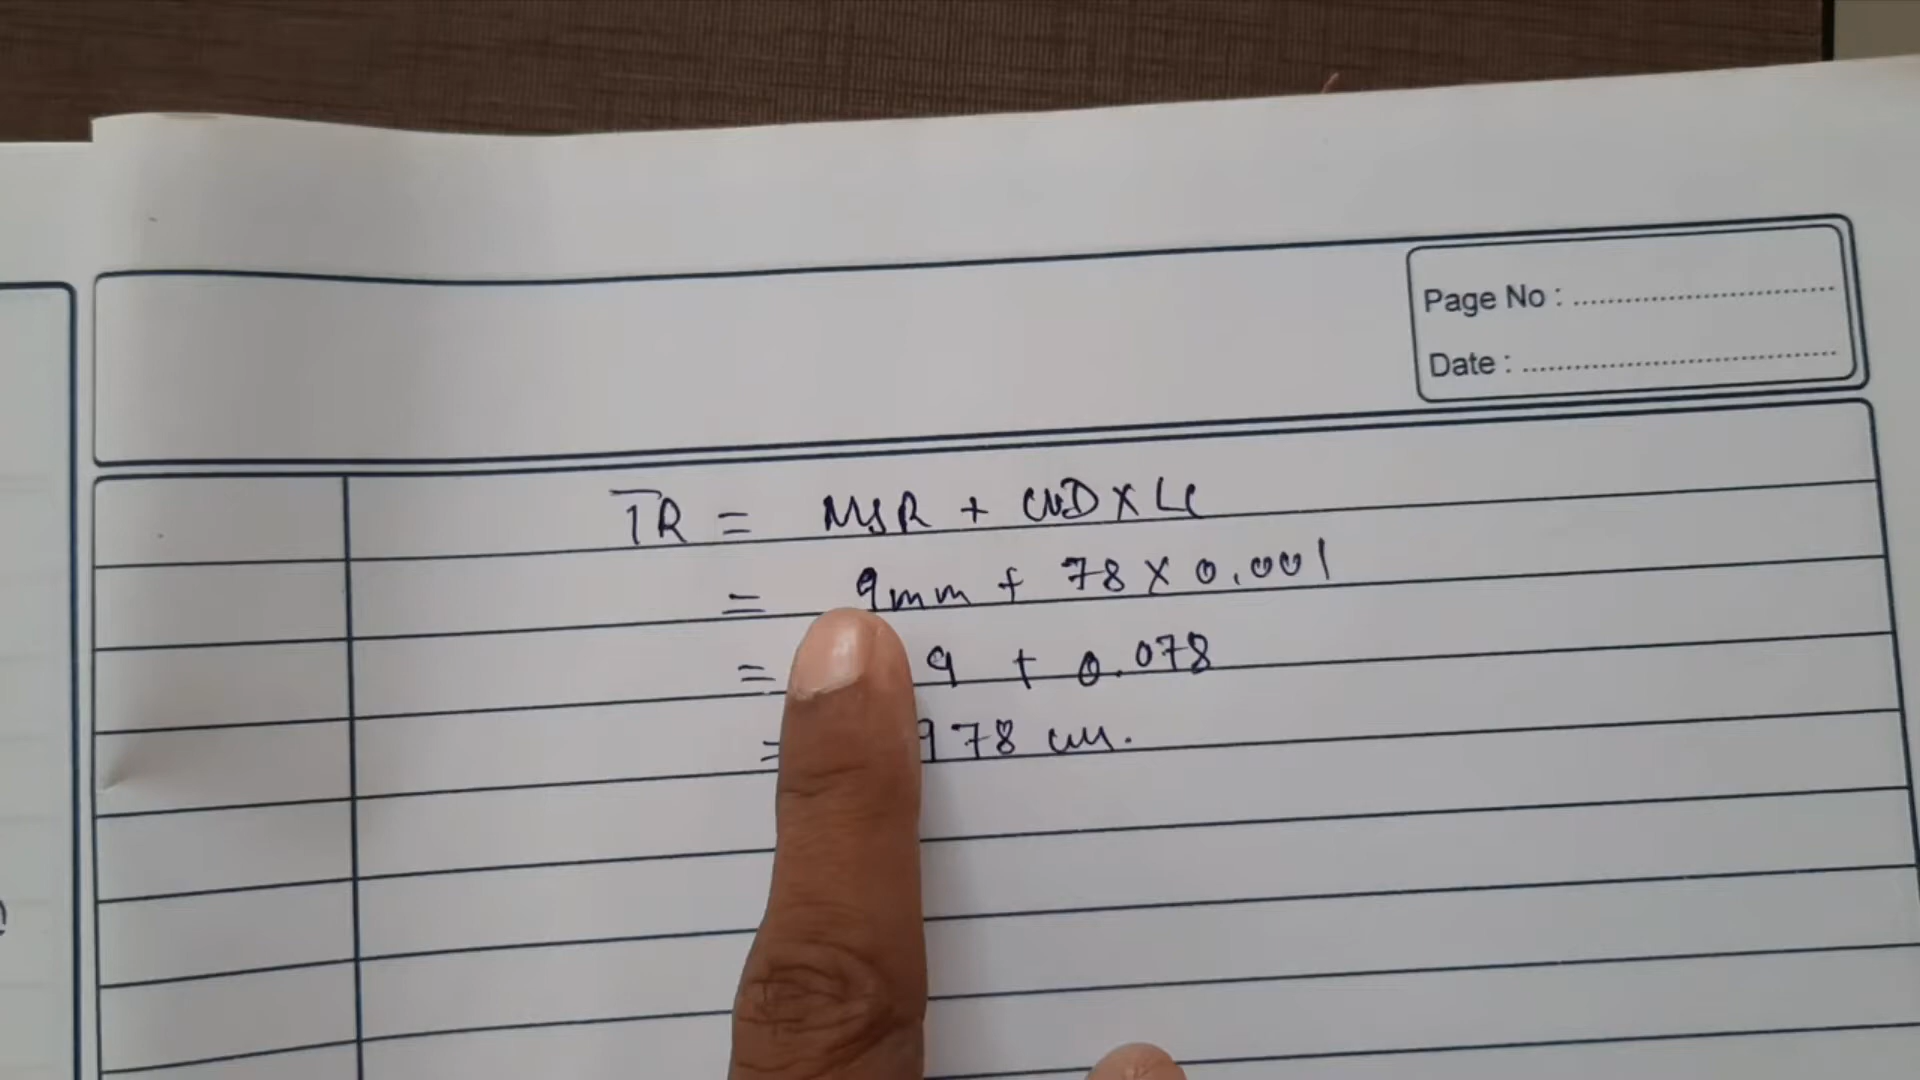 Page No :
Date :
TR = MSR + CVD X LC
= 9mm + 78 X 0.001
= 9 + 0.078
= 978 cm.